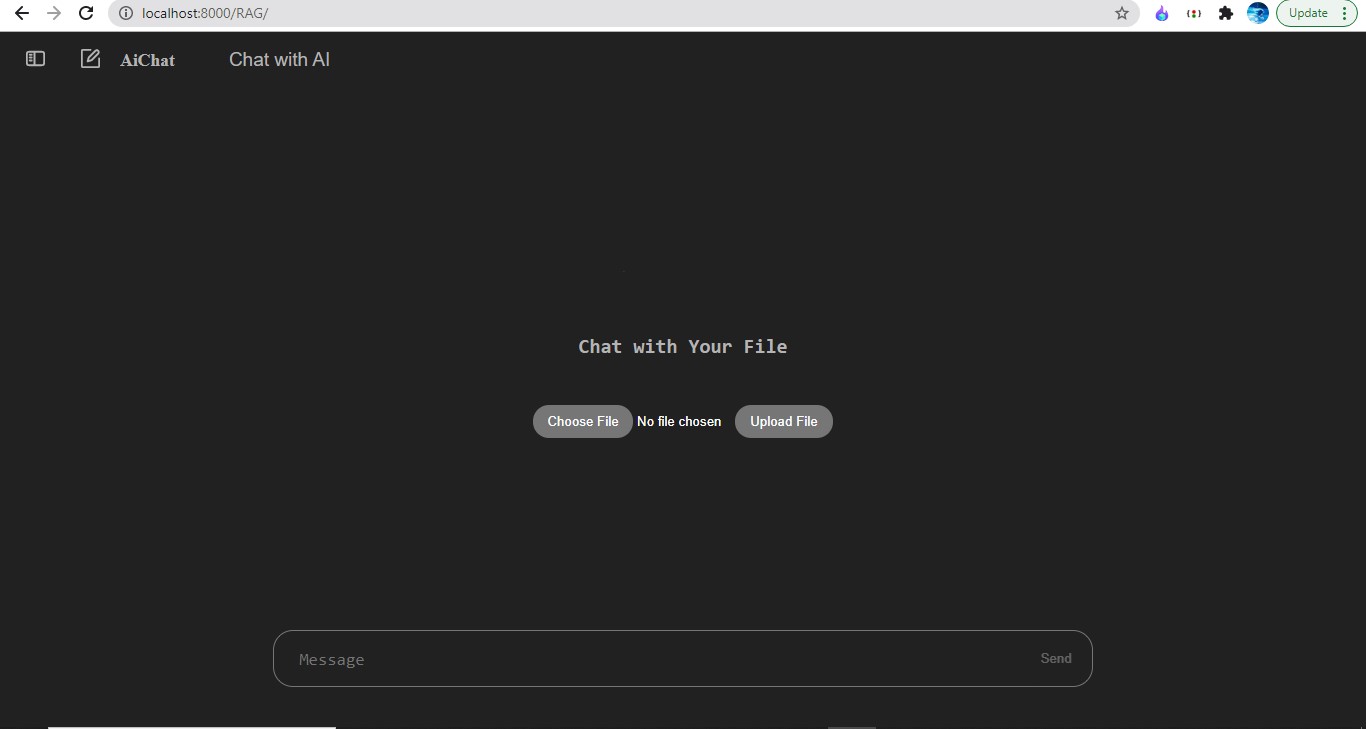 localhost:8000/RAG/
Update
AiChat
Chat with AI
Chat with Your File
Choose File No file chosen Upload File
Message
Send